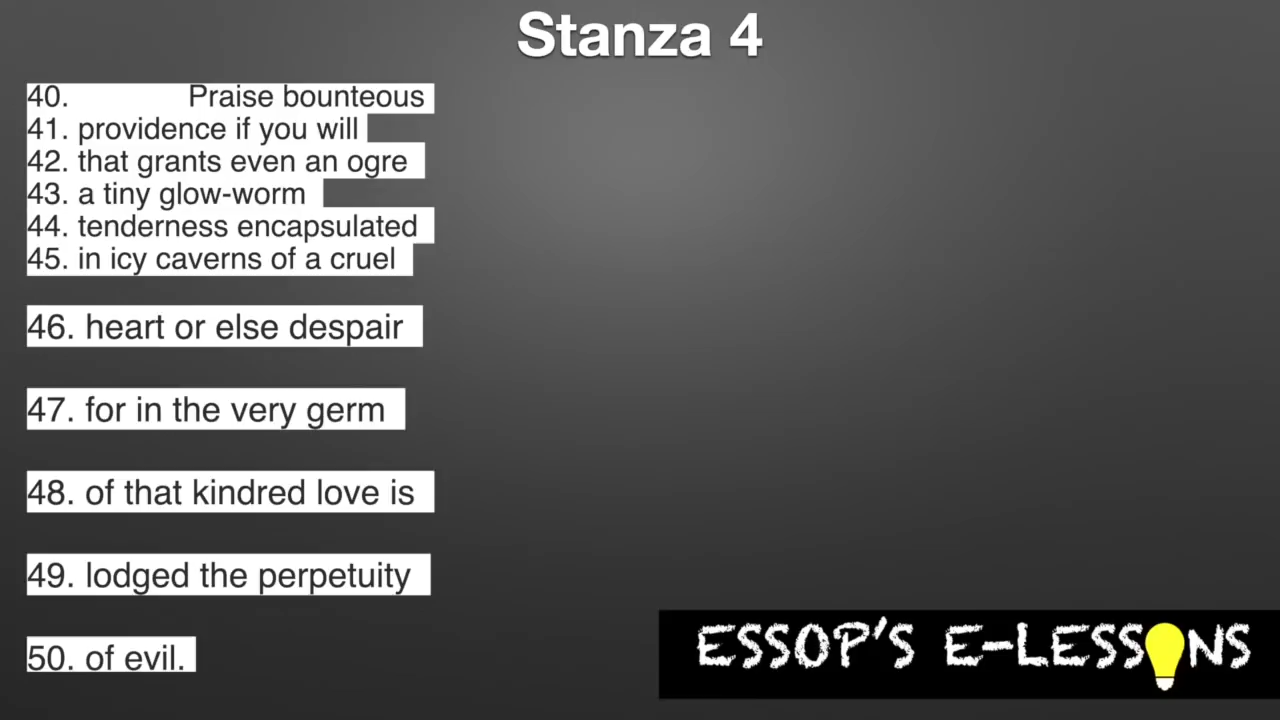 Stanza 4
40. Praise bounteous
41. providence if you will
42. that grants even an ogre
43. a tiny glow-worm
44. tenderness encapsulated
45. in icy caverns of a cruel
46. heart or else despair
47. for in the very germ
48. of that kindred love is
49. lodged the perpetuity
50. of evil.
ESSOP'S E-LESSONS